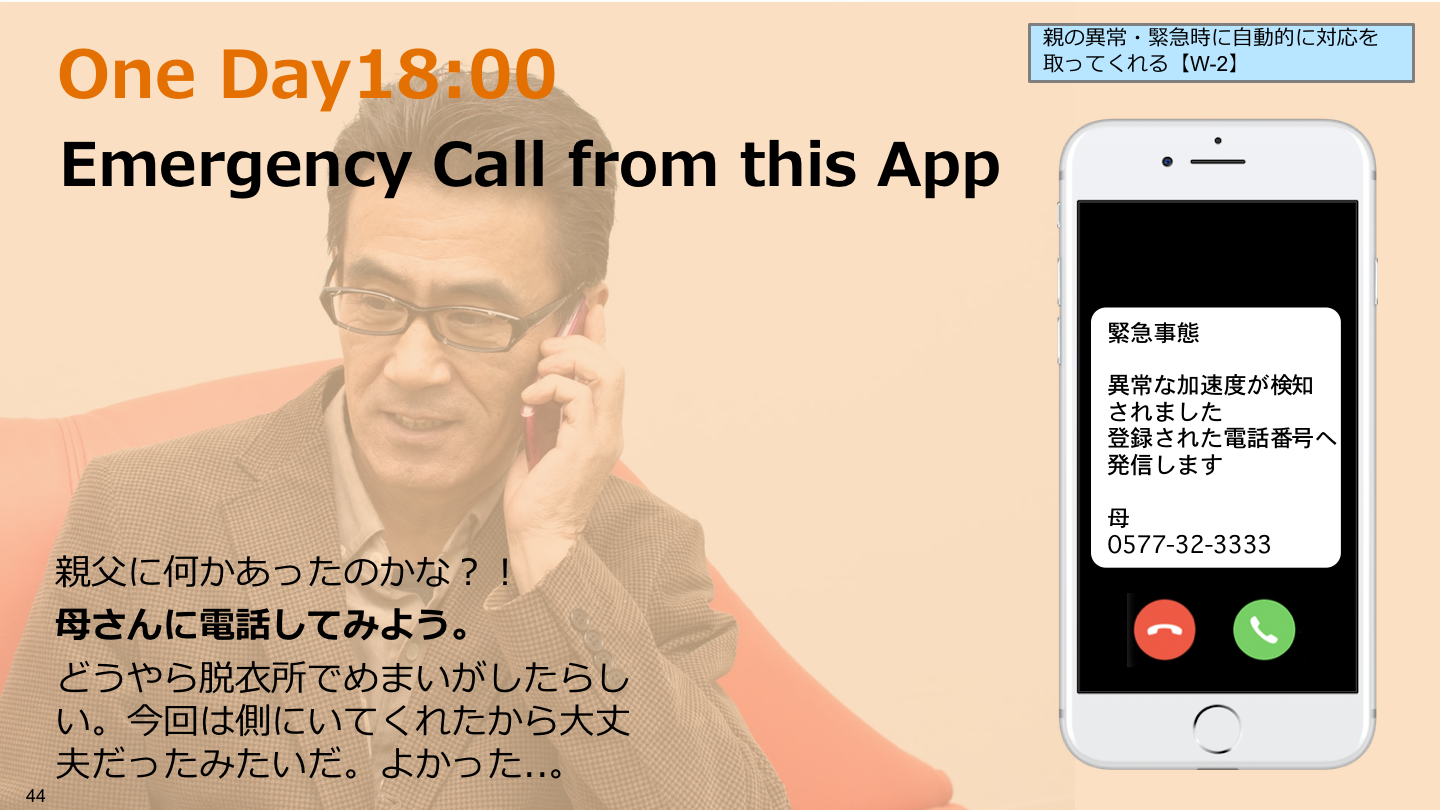 One Day18:00
Emergency Call from this App
親の異常・緊急時に自動的に対応を
取ってくれる【W-2】
緊急事態
異常な加速度が検知
されました
登録された電話番号へ
発信します
母
0577-32-3333
親父に何かあったのかな？！
母さんに電話してみよう。
どうやら脱衣所でめまいがしたらし
い。今回は側にいてくれたから大丈
夫だったみたいだ。よかった...。
44